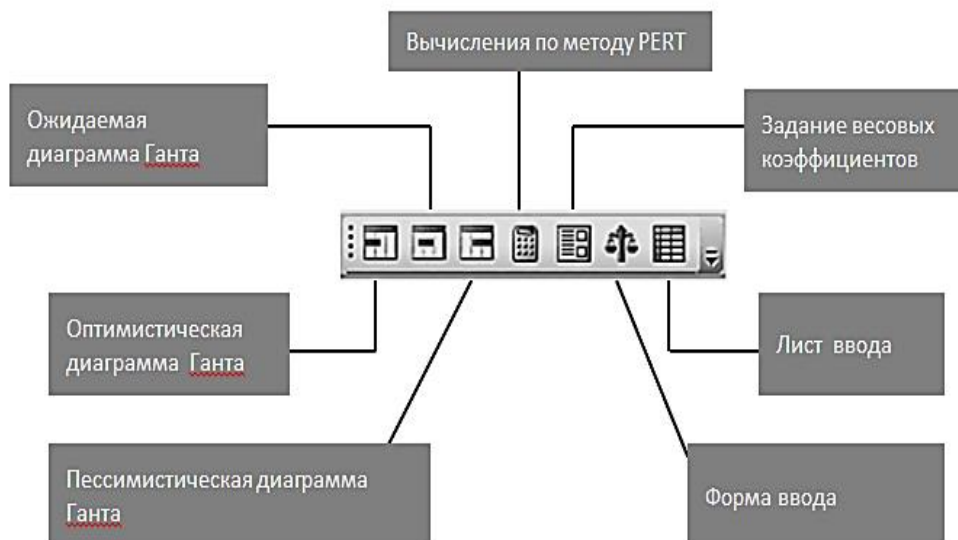 Вычисления по методу PERT
Ожидаемая
диаграмма Ганта
Задание весовых
коэффициентов
Оптимистическая
диаграмма Ганта
Лист ввода
Пессимистическая диаграмма
Ганта
Форма ввода